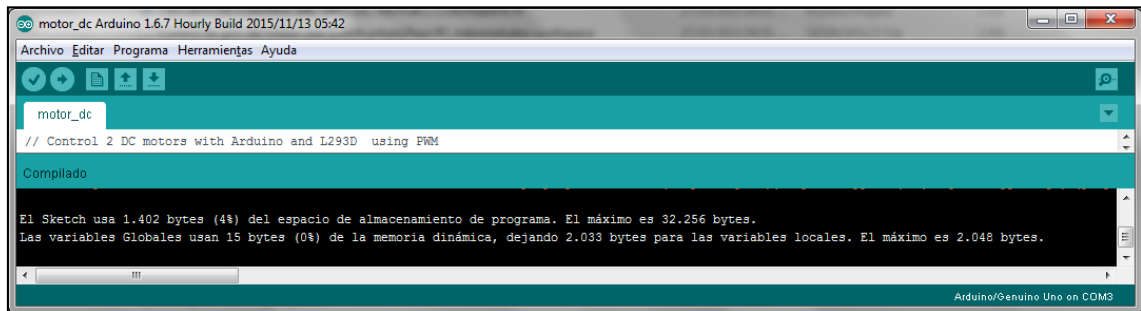 motor_dc Arduino 1.6.7 Hourly Build 2015/11/13 05:42
Archivo Editar Programa Herramientas Ayuda
motor_dc
// Control 2 DC motors with Arduino and L293D  using PWM
Compilado
El Sketch usa 1.402 bytes (4%) del espacio de almacenamiento de programa. El máximo es 32.256 bytes.
Las variables Globales usan 15 bytes (0%) de la memoria dinámica, dejando 2.033 bytes para las variables locales. El máximo es 2.048 bytes.
Arduino/Genuino Uno on COM3